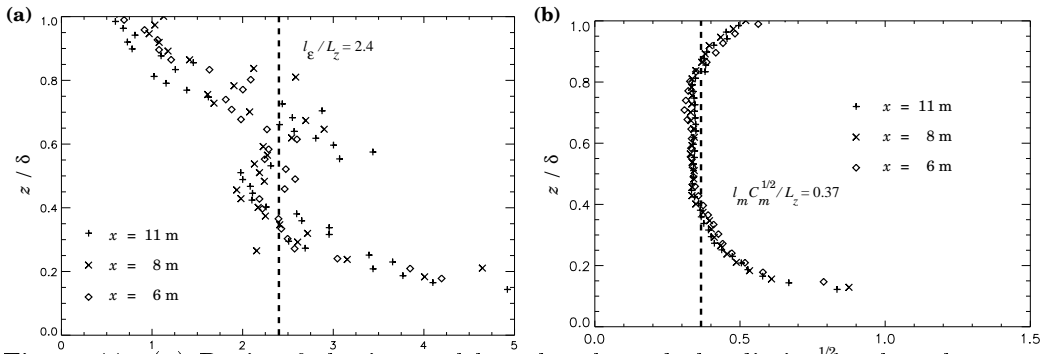 (a)
1.0
0.8
0.6
0.4
0.2
0.0
z / δ
l_ε / L_z = 2.4
x = 11 m
x = 8 m
x = 6 m
0 1 2 3 4 5
(b)
1.0
0.8
0.6
0.4
0.2
0.0
z / δ
x = 11 m
x = 8 m
x = 6 m
l_m C_m^{1/2} / L_z = 0.37
0.0 0.5 1.0 1.5
1/2